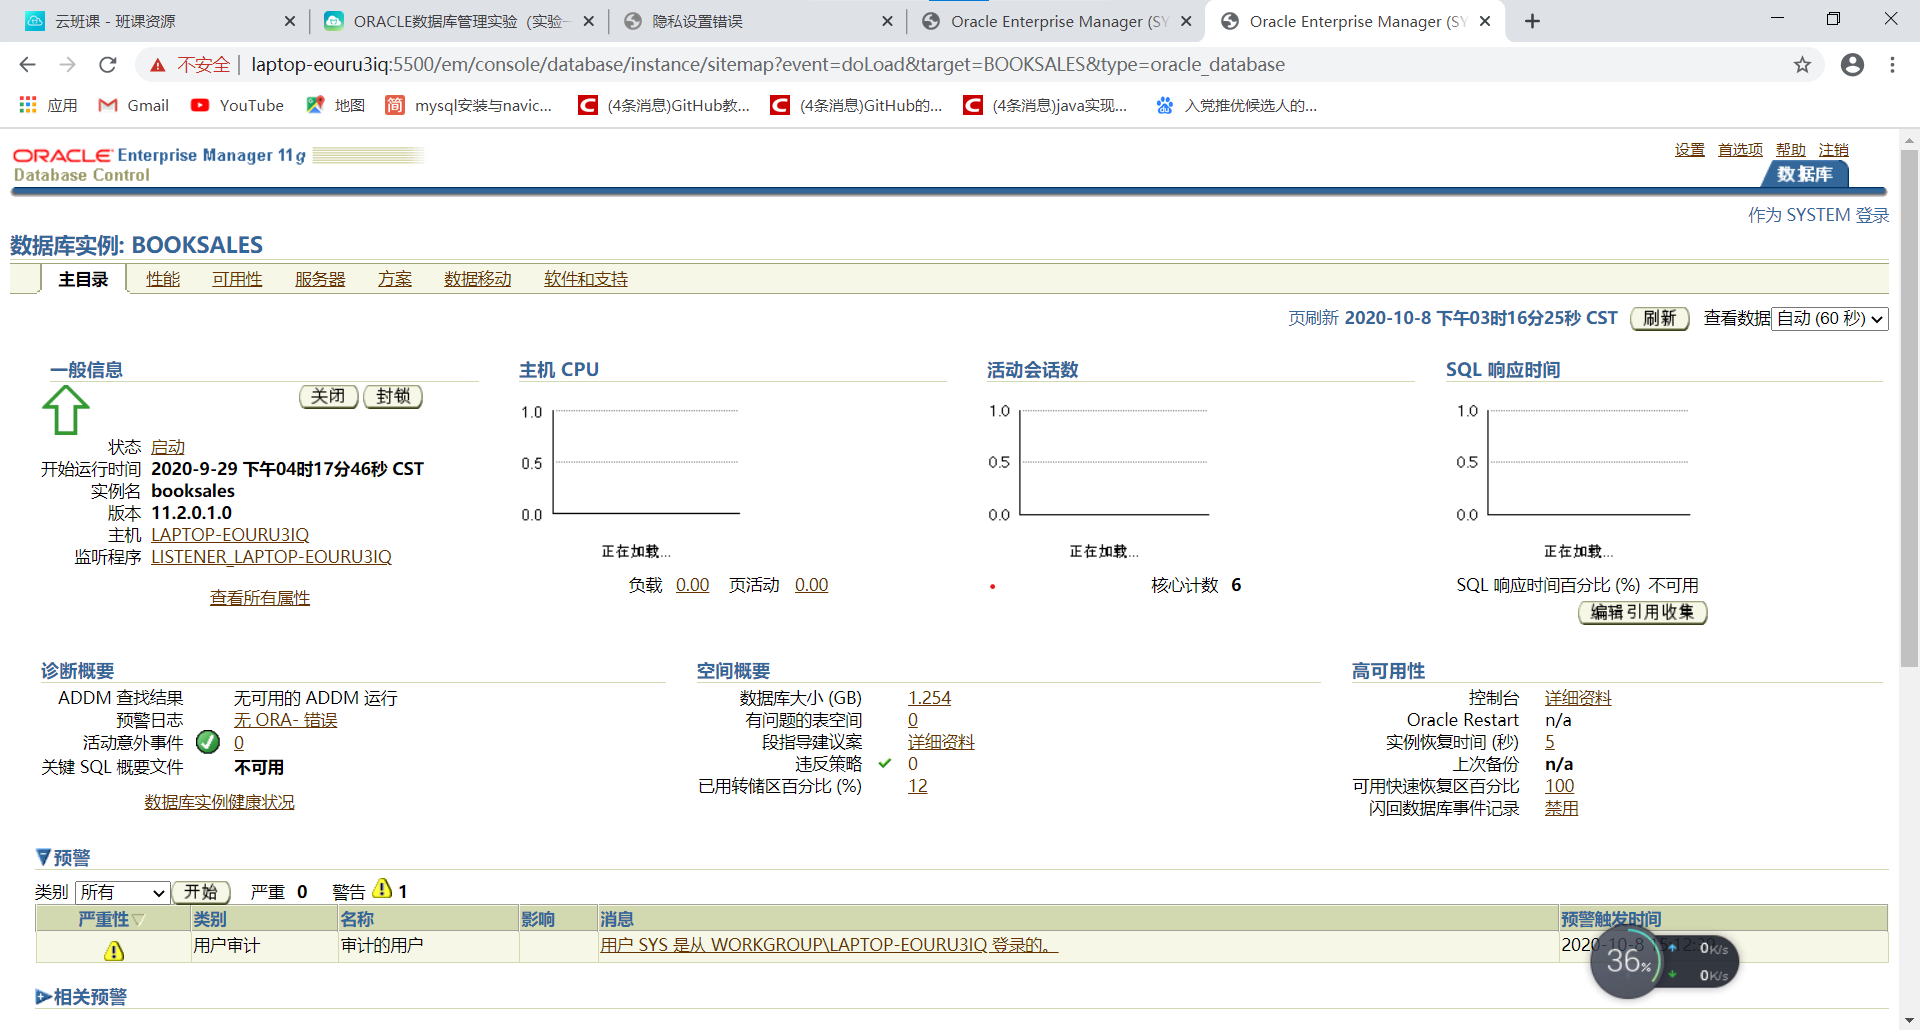 云班课 - 班课资源
ORACLE数据库管理实验（实验一
隐私设置错误
Oracle Enterprise Manager (SY
Oracle Enterprise Manager (SY
不安全 | laptop-eouru3iq:5500/em/console/database/instance/sitemap?event=doLoad&target=BOOKSALES&type=oracle_database
应用
Gmail
YouTube
地图
简
mysql安装与navic...
(4条消息)GitHub教...
(4条消息)GitHub的...
(4条消息)java实现...
入党推优候选人的...
ORACLE Enterprise Manager 11g
Database Control
设置 首选项 帮助 注销
数据库
作为 SYSTEM 登录
数据库实例: BOOKSALES
主目录 性能 可用性 服务器 方案 数据移动 软件和支持
页刷新 2020-10-8 下午03时16分25秒 CST 刷新 查看数据 自动 (60 秒)
一般信息
关闭 封锁
状态 启动
开始运行时间 2020-9-29 下午04时17分46秒 CST
实例名 booksales
版本 11.2.0.1.0
主机 LAPTOP-EOURU3IQ
监听程序 LISTENER_LAPTOP-EOURU3IQ
查看所有属性
主机 CPU
1.0
0.5
0.0
正在加载...
负载 0.00 页活动 0.00
活动会话数
1.0
0.5
0.0
正在加载...
核心计数 6
SQL 响应时间
1.0
0.5
0.0
正在加载...
SQL 响应时间百分比 (%) 不可用
编辑引用收集
诊断概要
ADDM 查找结果 无可用的 ADDM 运行
预警日志 无 ORA- 错误
活动意外事件 0
关键 SQL 概要文件 不可用
数据库实例健康状况
空间概要
数据库大小 (GB) 1.254
有问题的表空间 0
段指导建议案 详细资料
违反策略 0
已用转储区百分比 (%) 12
高可用性
控制台 详细资料
Oracle Restart n/a
实例恢复时间 (秒) 5
上次备份 n/a
可用快速恢复区百分比 100
闪回数据库事件记录 禁用
预警
类别 所有 开始 严重 0 警告 1
严重性 类别 名称 影响 消息 预警触发时间
用户审计 审计的用户 用户 SYS 是从 WORKGROUP\LAPTOP-EOURU3IQ 登录的。 2020-10-8
36%
0K/s
0K/s
相关预警